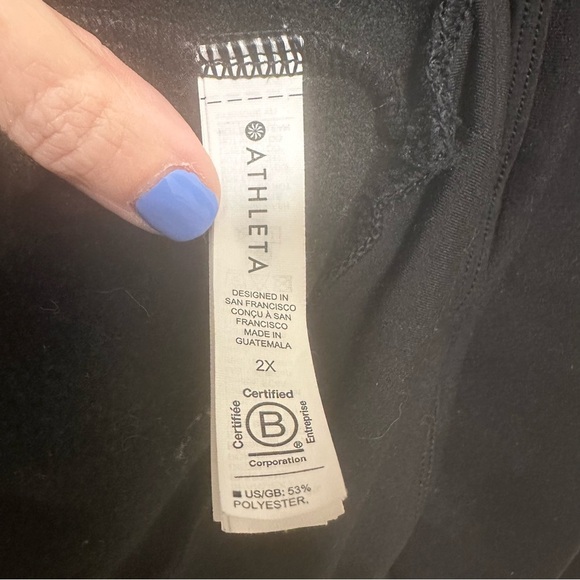 ATHLETA
DESIGNED IN
SAN FRANCISCO
CONÇU À SAN
FRANCISCO
MADE IN
GUATEMALA
2X
Certified
Certifiée
B
Entreprise
®
Corporation
US/GB: 53%
POLYESTER,